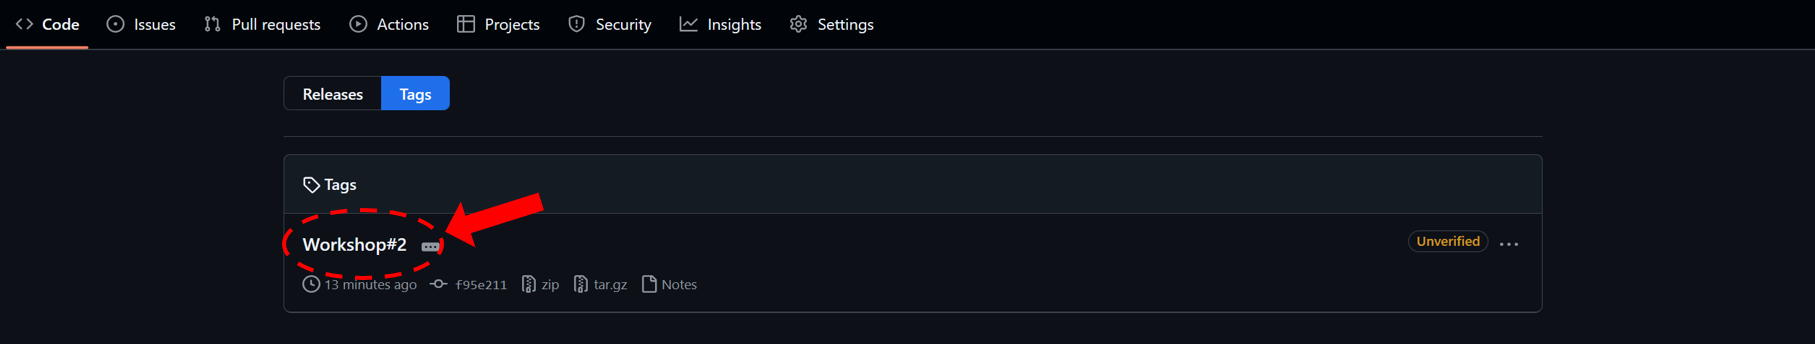 Code Issues Pull requests Actions Projects Security Insights Settings
Releases Tags
Tags
Workshop#2 Unverified
13 minutes ago f95e211 zip tar.gz Notes